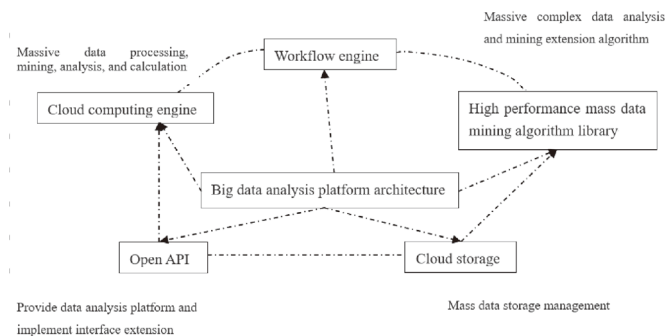 Massive complex data analysis
and mining extension algorithm
Massive data processing,
mining, analysis, and calculation
Workflow engine
Cloud computing engine
High performance mass data
mining algorithm library
Big data analysis platform architecture
Open API
Cloud storage
Provide data analysis platform and
implement interface extension
Mass data storage management